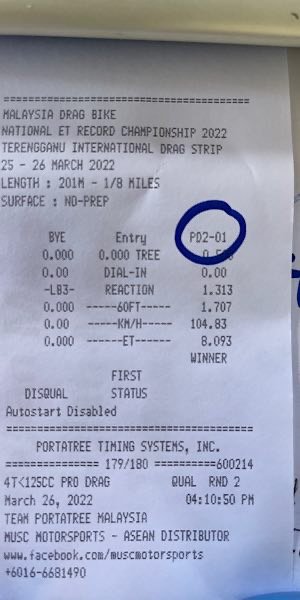 ========================================
MALAYSIA DRAG BIKE
NATIONAL ET RECORD CHAMPIONSHIP 2022
TERENGGANU INTERNATIONAL DRAG STRIP
25 - 26 MARCH 2022
LENGTH : 201M - 1/8 MILES
SURFACE : NO-PREP
BYE Entry PD2-01
0.000 0.000 TREE
0.00 DIAL-IN 0.00
-LB3- REACTION 1.313
0.000 -----60FT----- 1.707
0.00 -----KM/H----- 104.83
0.000 ------ET------ 8.093
WINNER
FIRST
DISQUAL STATUS
Autostart Disabled
========================================
PORTATREE TIMING SYSTEMS, INC.
=============== 179/180 ==========600214
4T<125CC PRO DRAG QUAL RND 2
March 26, 2022 04:10:50 PM
TEAM PORTATREE MALAYSIA
MUSC MOTORSPORTS - ASEAN DISTRIBUTOR
www.facebook.com/muscmotorsports
+6016-6681490